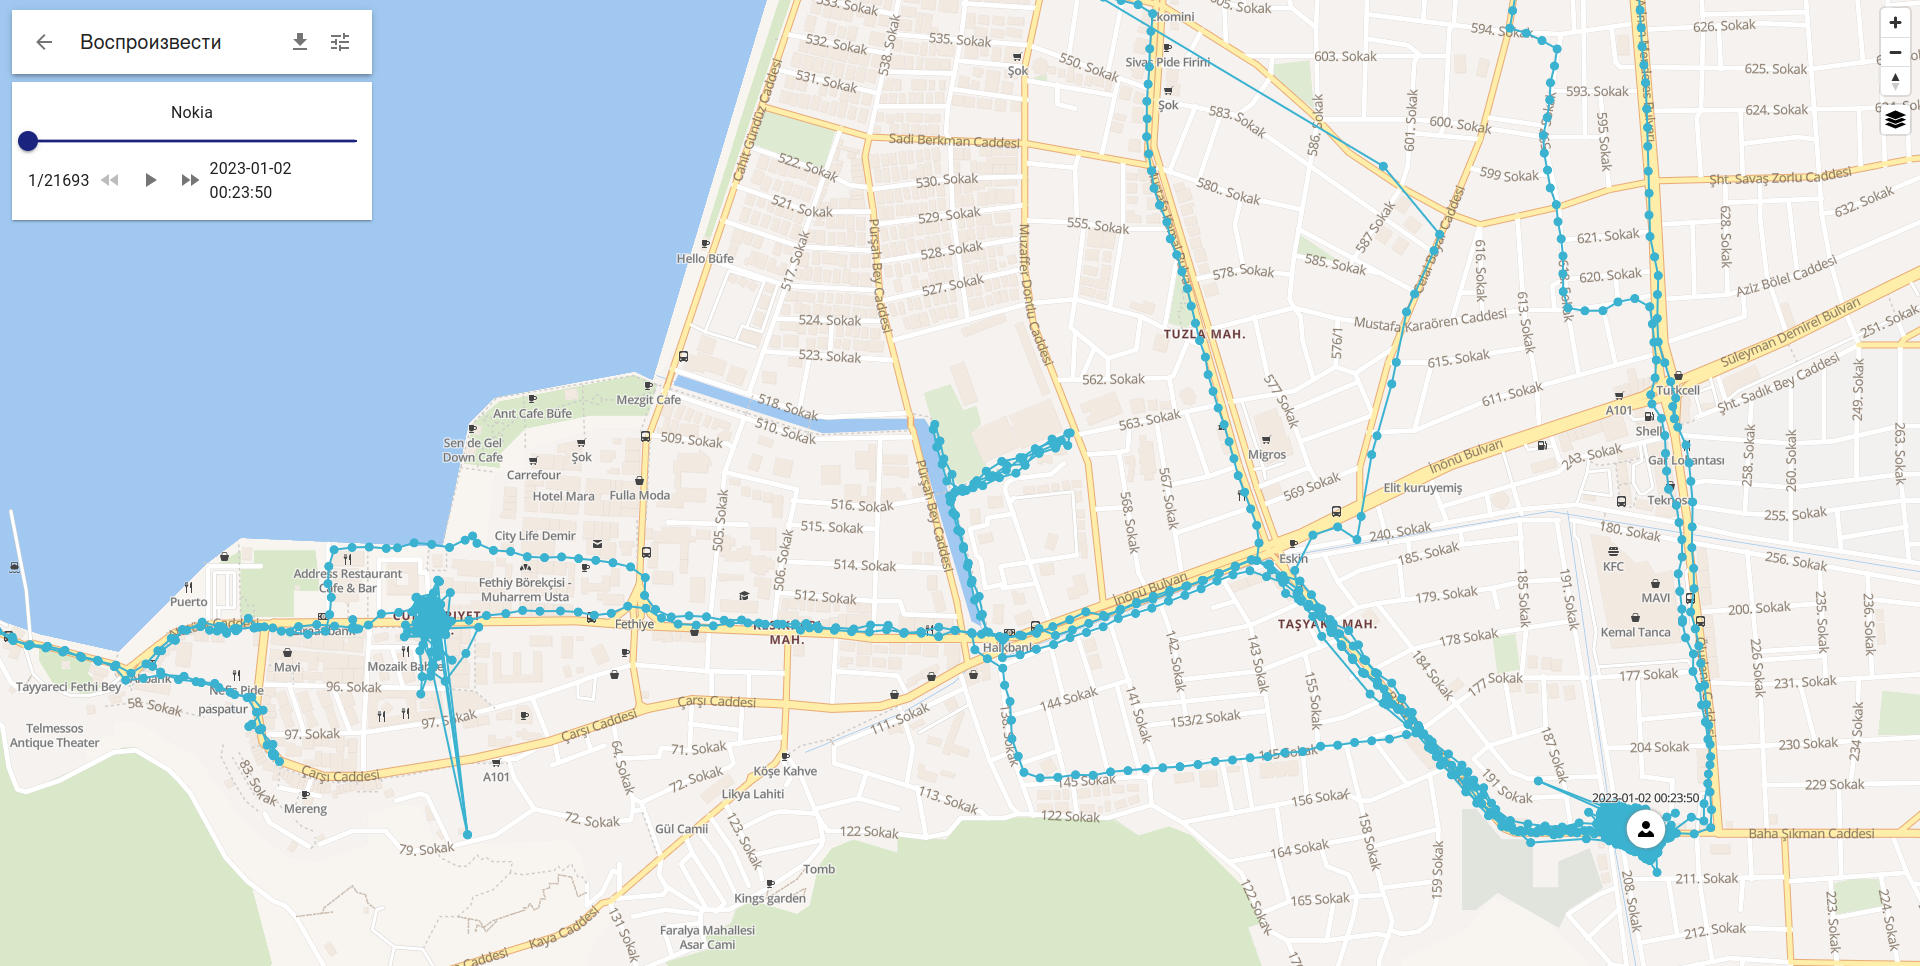 Воспроизвести
Nokia
1/21693
2023-01-02
00:23:50
533. Sokak
532. Sokak
531. Sokak
538. Sokak
535. Sokak
Şok
550. Sokak
Ekomini
Sivas Pide Firini
Şok
505. Sokak
603. Sokak
594. Sokak
626. Sokak
625. Sokak
624. Sokak
593. Sokak
595 Sokak
583. Sokak
586. Sokak
601. Sokak
600. Sokak
599 Sokak
Cahit Gündüz Caddesi
Sadi Berkman Caddesi
522. Sokak
530. Sokak
521. Sokak
529. Sokak
528. Sokak
527. Sokak
517. Sokak
Pürşah Bey Caddesi
Muzaffer Dontlu Caddesi
555. Sokak
580.. Sokak
578. Sokak
585. Sokak
587 Sokak
Şht. Savaş Zorlu Caddesi
632. Sokak
628. Sokak
621. Sokak
620. Sokak
616. Sokak
613. Sokak
Aziz Bölel Caddesi
Süleyman Demirel Bulvarı
251. Sokak
Hello Büfe
524. Sokak
523. Sokak
TUZLA MAH.
Mustafa Karaören Caddesi
576/1
615. Sokak
611. Sokak
562. Sokak
563. Sokak
577. Sokak
Turkcell
A101
Shell
Şht. Sadık Bey Caddesi
249. Sokak
Anıt Cafe Büfe
Mezgit Cafe
518. Sokak
510. Sokak
509. Sokak
Sen de Gel
Down Cafe
Şok
Carrefour
Hotel Mara
Fulla Moda
Migros
İnönü Bulvarı
243. Sokak
258. Sokak
260. Sokak
263. Sokak
Elit kuruyemiş
569 Sokak
567. Sokak
568. Sokak
516. Sokak
515. Sokak
514. Sokak
512. Sokak
505. Sokak
506. Sokak
Pürşah Bey Caddesi
240. Sokak
180. Sokak
255. Sokak
256. Sokak
City Life Demir
Address Restaurant
Cafe & Bar
Fethiy Börekçisi -
Muharrem Usta
Puerto
Eskin
185. Sokak
185. Sokak
191. Sokak
KFC
MAVI
Kemal Tanca
179. Sokak
178 Sokak
200. Sokak
235. Sokak
236. Sokak
226 Sokak
İnönü Bulvarı
Fethiye
MAH.
Halkbank
TAŞYAKA MAH.
142. Sokak
143. Sokak
184 Sokak
177 Sokak
177 Sokak
231. Sokak
Mavi
Mozaik Bahçe
96. Sokak
97. Sokak
97. Sokak
Tayyareci Fethi Bey
58. Sokak
Nefis Pide
paspatur
Telmessos
Antique Theater
83. Sokak
Çarşı Caddesi
Çarşı Caddesi
Çarşı Caddesi
Mereng
A101
64. Sokak
71. Sokak
72. Sokak
72. Sokak
79. Sokak
111. Sokak
113. Sokak
144 Sokak
141 Sokak
153/2 Sokak
155 Sokak
145 Sokak
145 Sokak
156 Sokak
158 Sokak
159 Sokak
164 Sokak
165 Sokak
187 Sokak
191 Sokak
204 Sokak
230 Sokak
234 Sokak
229 Sokak
2023-01-02 00:23:50
Baha Şıkman Caddesi
211. Sokak
208. Sokak
212. Sokak
223. Sokak
224. Sokak
Köşe Kahve
Likya Lahiti
Gül Camii
123. Sokak
122 Sokak
122 Sokak
122 Sokak
Tomb
Kings garden
Faralya Mahallesi
Asar Cami
131 Sokak
Kaya Caddesi